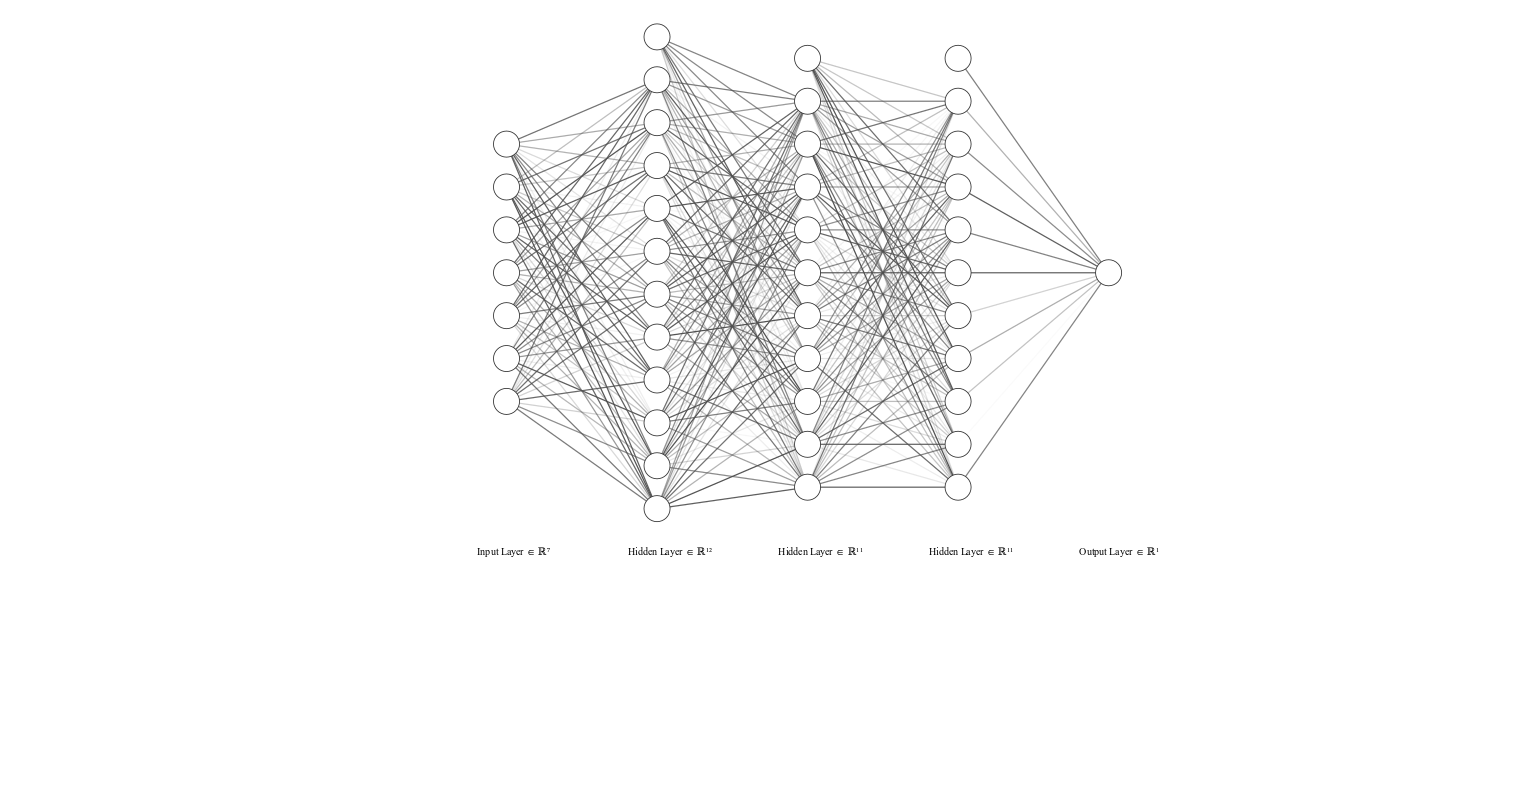 Input Layer ∈ ℝ⁷
Hidden Layer ∈ ℝ¹²
Hidden Layer ∈ ℝ¹¹
Hidden Layer ∈ ℝ¹¹
Output Layer ∈ ℝ¹